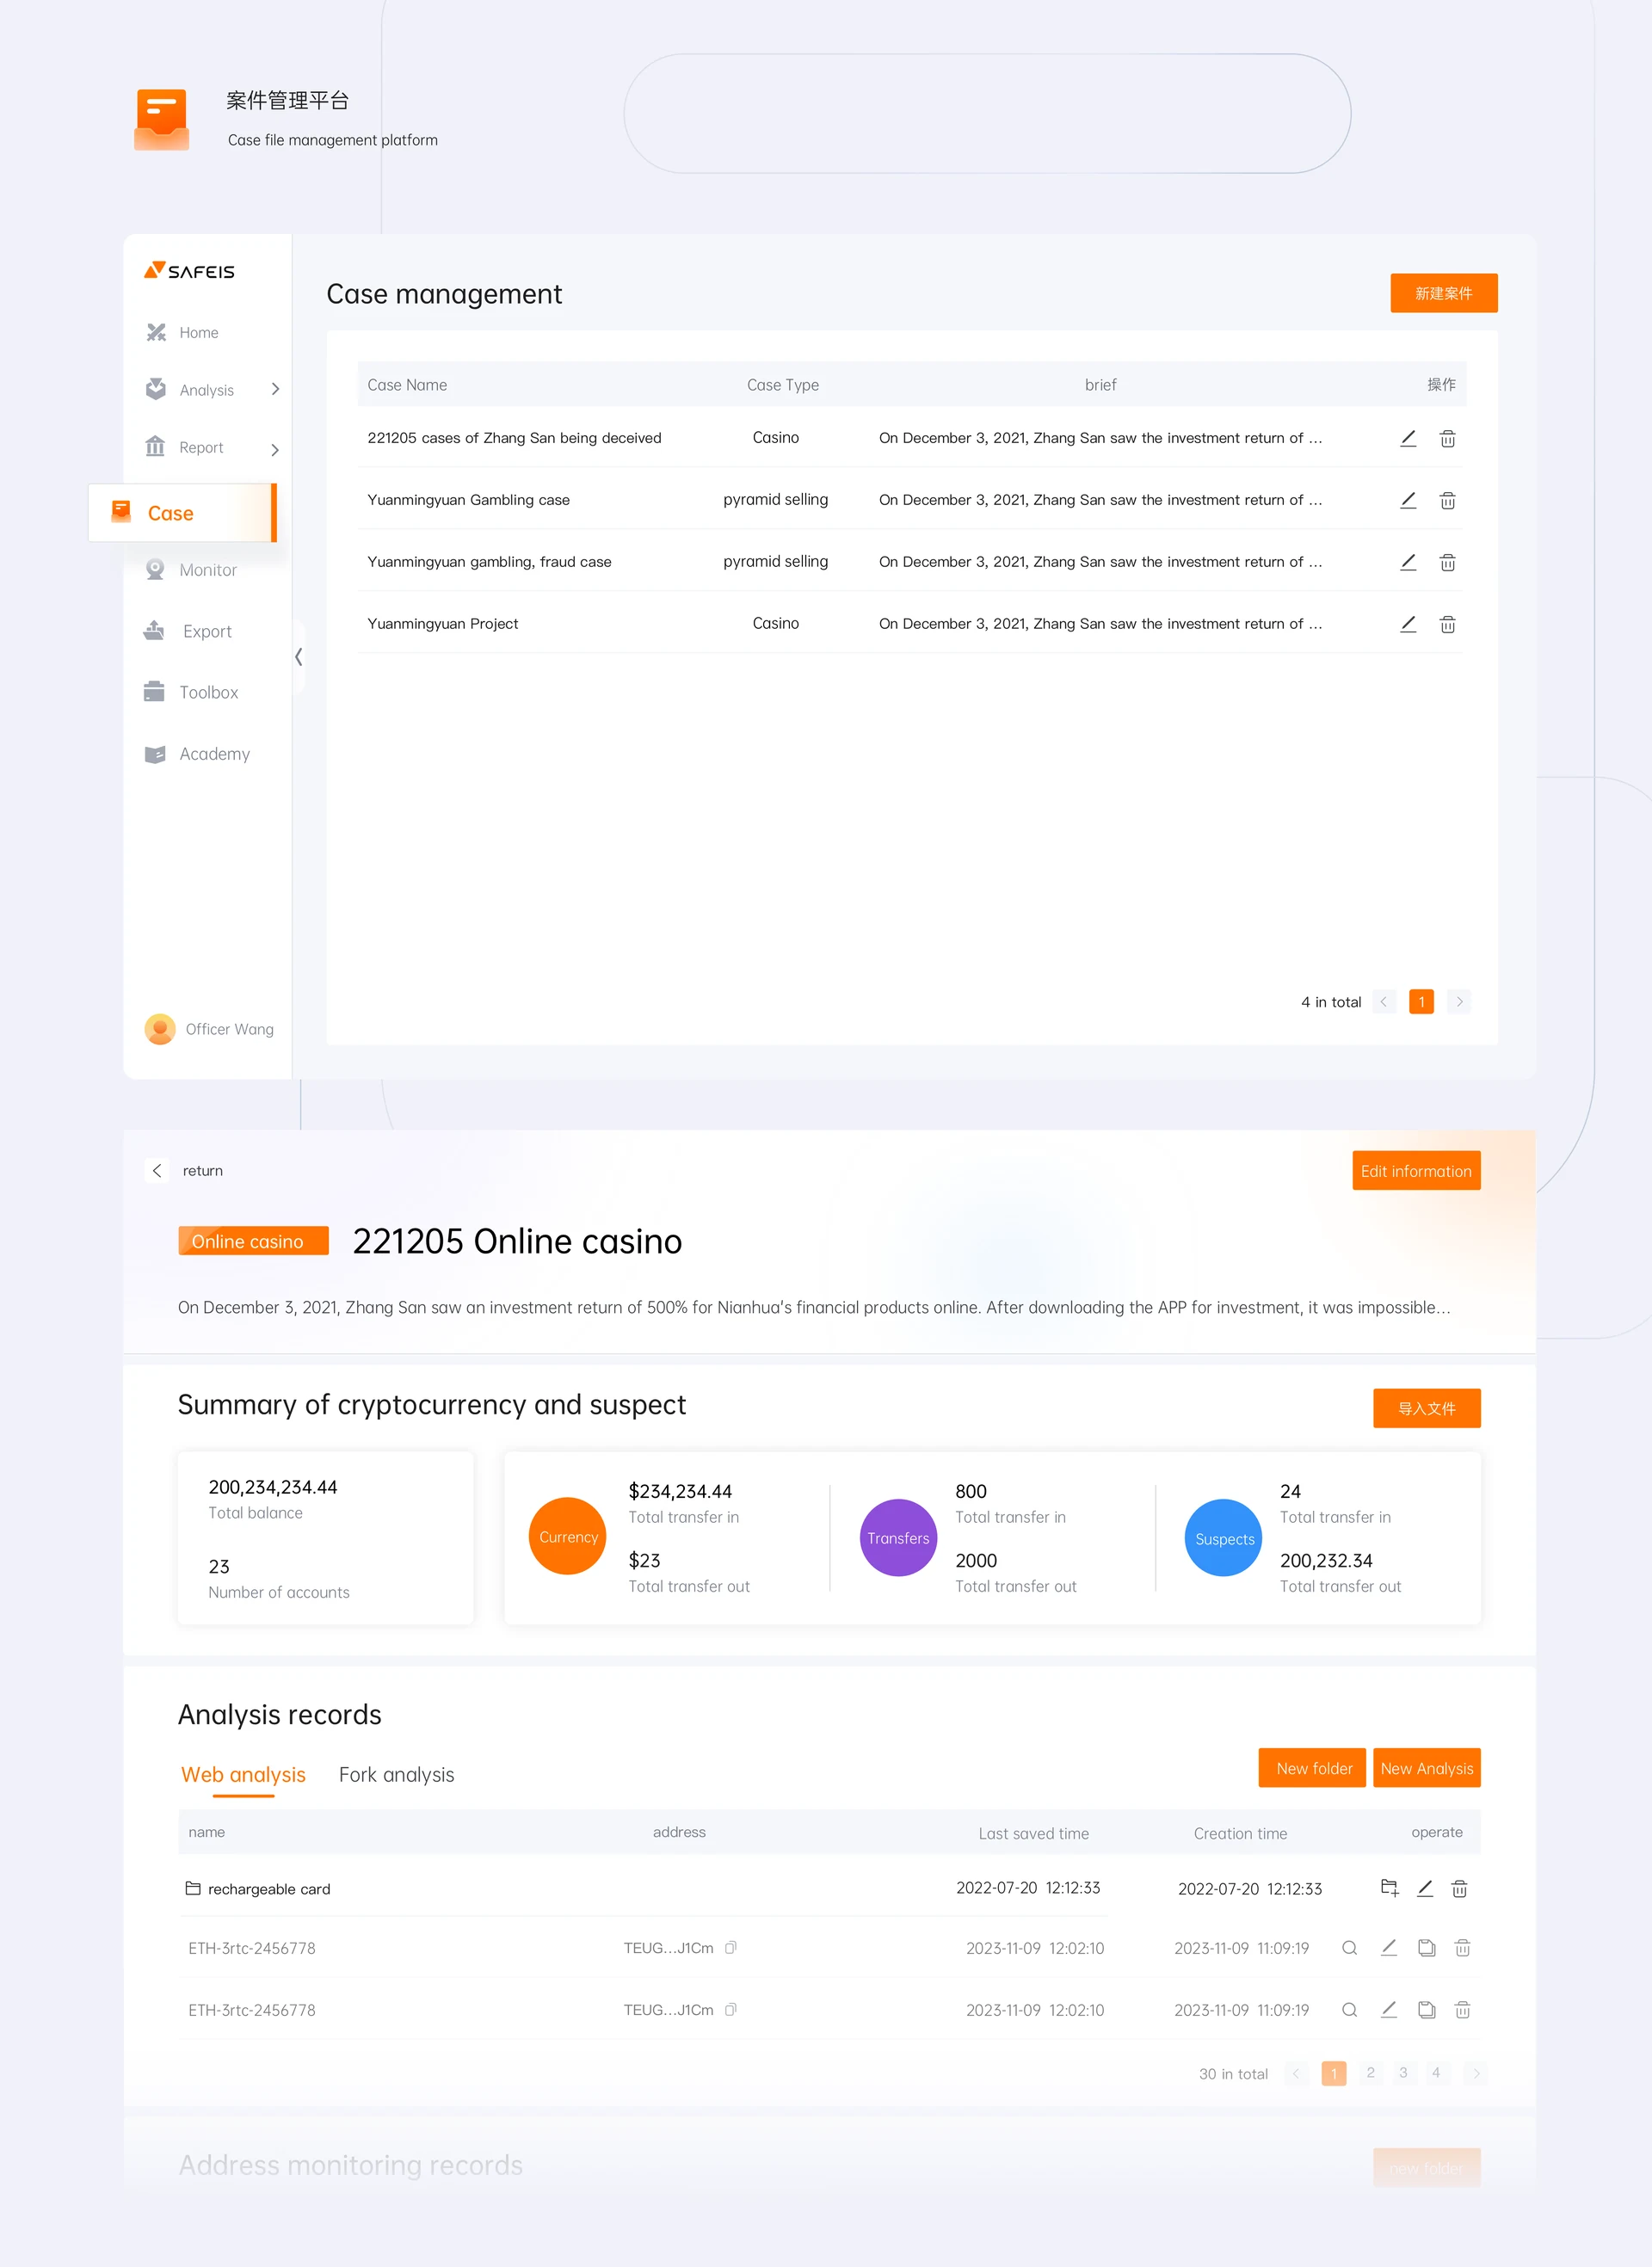 案件管理平台
Case file management platform
SAFEIS
Home
Analysis
Report
Case
Monitor
Export
Toolbox
Academy
Officer Wang
Case management
新建案件
Case Name Case Type brief 操作
221205 cases of Zhang San being deceived Casino On December 3, 2021, Zhang San saw the investment return of ...
Yuanmingyuan Gambling case pyramid selling On December 3, 2021, Zhang San saw the investment return of ...
Yuanmingyuan gambling, fraud case pyramid selling On December 3, 2021, Zhang San saw the investment return of ...
Yuanmingyuan Project Casino On December 3, 2021, Zhang San saw the investment return of ...
4 in total 1
return
Edit information
Online casino 221205 Online casino
On December 3, 2021, Zhang San saw an investment return of 500% for Nianhua's financial products online. After downloading the APP for investment, it was impossible...
Summary of cryptocurrency and suspect
导入文件
200,234,234.44
Total balance
23
Number of accounts
Currency
$234,234.44
Total transfer in
$23
Total transfer out
Transfers
800
Total transfer in
2000
Total transfer out
Suspects
24
Total transfer in
200,232.34
Total transfer out
Analysis records
Web analysis Fork analysis
New folder New Analysis
name address Last saved time Creation time operate
rechargeable card 2022-07-20 12:12:33 2022-07-20 12:12:33
ETH-3rtc-2456778 TEUG...J1Cm 2023-11-09 12:02:10 2023-11-09 11:09:19
ETH-3rtc-2456778 TEUG...J1Cm 2023-11-09 12:02:10 2023-11-09 11:09:19
30 in total 1 2 3 4
Address monitoring records
new folder